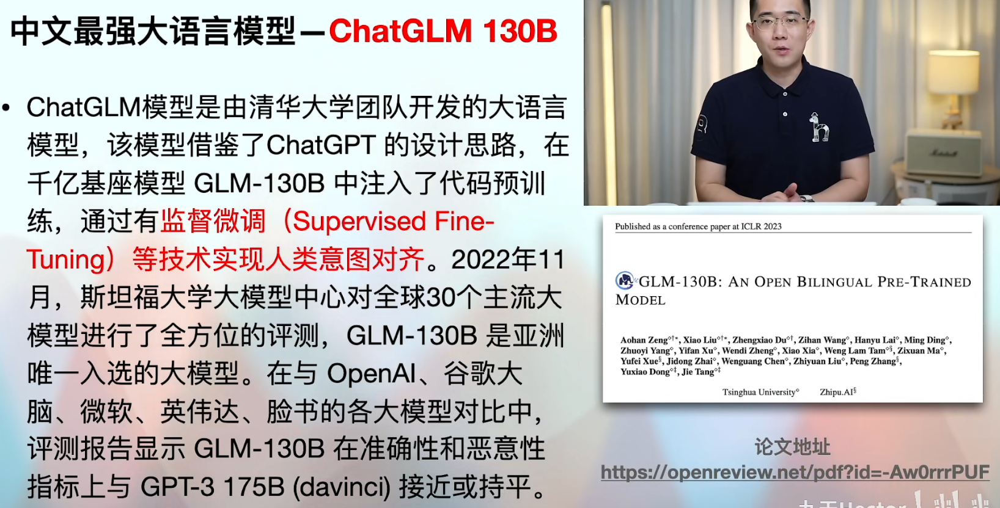 中文最强大语言模型—ChatGLM 130B
• ChatGLM模型是由清华大学团队开发的大语言
模型，该模型借鉴了ChatGPT 的设计思路，在
千亿基座模型 GLM-130B 中注入了代码预训
练，通过有监督微调（Supervised Fine-
Tuning）等技术实现人类意图对齐。2022年11
月，斯坦福大学大模型中心对全球30个主流大
模型进行了全方位的评测，GLM-130B 是亚洲
唯一入选的大模型。在与 OpenAI、谷歌大
脑、微软、英伟达、脸书的各大模型对比中，
评测报告显示 GLM-130B 在准确性和恶意性
指标上与 GPT-3 175B (davinci) 接近或持平。
Marshall
Published as a conference paper at ICLR 2023
GLM-130B: AN OPEN BILINGUAL PRE-TRAINED
MODEL
Aohan Zeng⋄†*, Xiao Liu⋄†*, Zhengxiao Du⋄†, Zihan Wang⋄, Hanyu Lai⋄, Ming Ding⋄,
Zhuoyi Yang⋄, Yifan Xu⋄, Wendi Zheng⋄, Xiao Xia⋄, Weng Lam Tam⋄§, Zixuan Ma⋄,
Yufei Xue§, Jidong Zhai⋄, Wenguang Chen⋄, Zhiyuan Liu⋄, Peng Zhang§,
Yuxiao Dong⋄‡, Jie Tang⋄‡
Tsinghua University⋄ Zhipu.AI§
论文地址
https://openreview.net/pdf?id=-Aw0rrrPUF